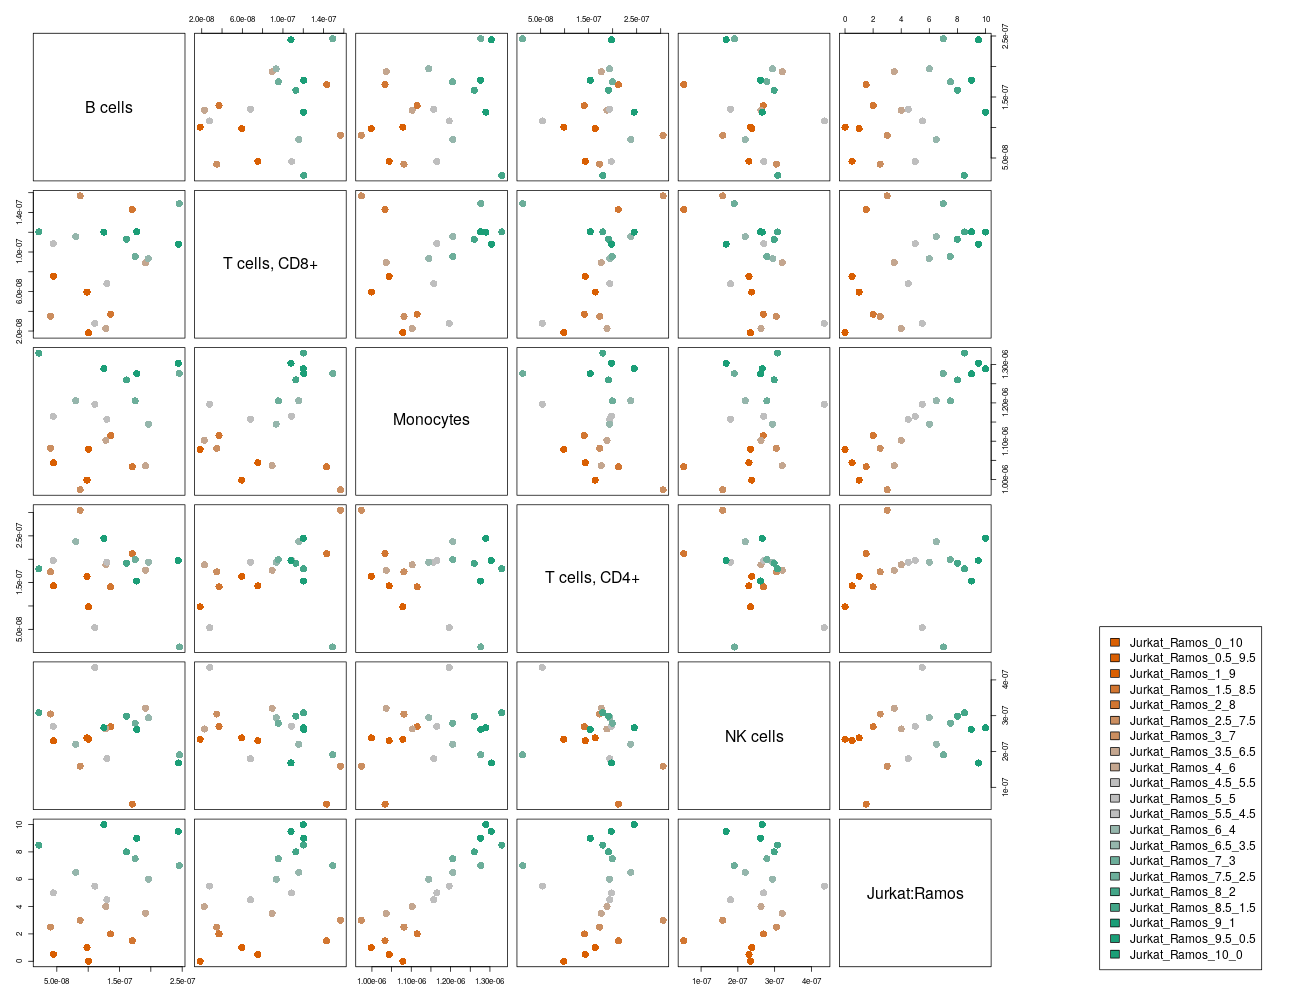 2.0e-08 6.0e-08 1.0e-07 1.4e-07
5.0e-08 1.5e-07 2.5e-07
0 2 4 6 8 10
B cells
5.0e-08 1.5e-07 2.5e-07
2.0e-08 6.0e-08 1.0e-07 1.4e-07
T cells, CD8+
Monocytes
1.00e-06 1.10e-06 1.20e-06 1.30e-06
5.0e-08 1.5e-07 2.5e-07
T cells, CD4+
NK cells
1e-07 2e-07 3e-07 4e-07
0 2 4 6 8 10
Jurkat:Ramos
5.0e-08 1.5e-07 2.5e-07
1.00e-06 1.10e-06 1.20e-06 1.30e-06
1e-07 2e-07 3e-07 4e-07
Jurkat_Ramos_0_10
Jurkat_Ramos_0.5_9.5
Jurkat_Ramos_1_9
Jurkat_Ramos_1.5_8.5
Jurkat_Ramos_2_8
Jurkat_Ramos_2.5_7.5
Jurkat_Ramos_3_7
Jurkat_Ramos_3.5_6.5
Jurkat_Ramos_4_6
Jurkat_Ramos_4.5_5.5
Jurkat_Ramos_5_5
Jurkat_Ramos_5.5_4.5
Jurkat_Ramos_6_4
Jurkat_Ramos_6.5_3.5
Jurkat_Ramos_7_3
Jurkat_Ramos_7.5_2.5
Jurkat_Ramos_8_2
Jurkat_Ramos_8.5_1.5
Jurkat_Ramos_9_1
Jurkat_Ramos_9.5_0.5
Jurkat_Ramos_10_0